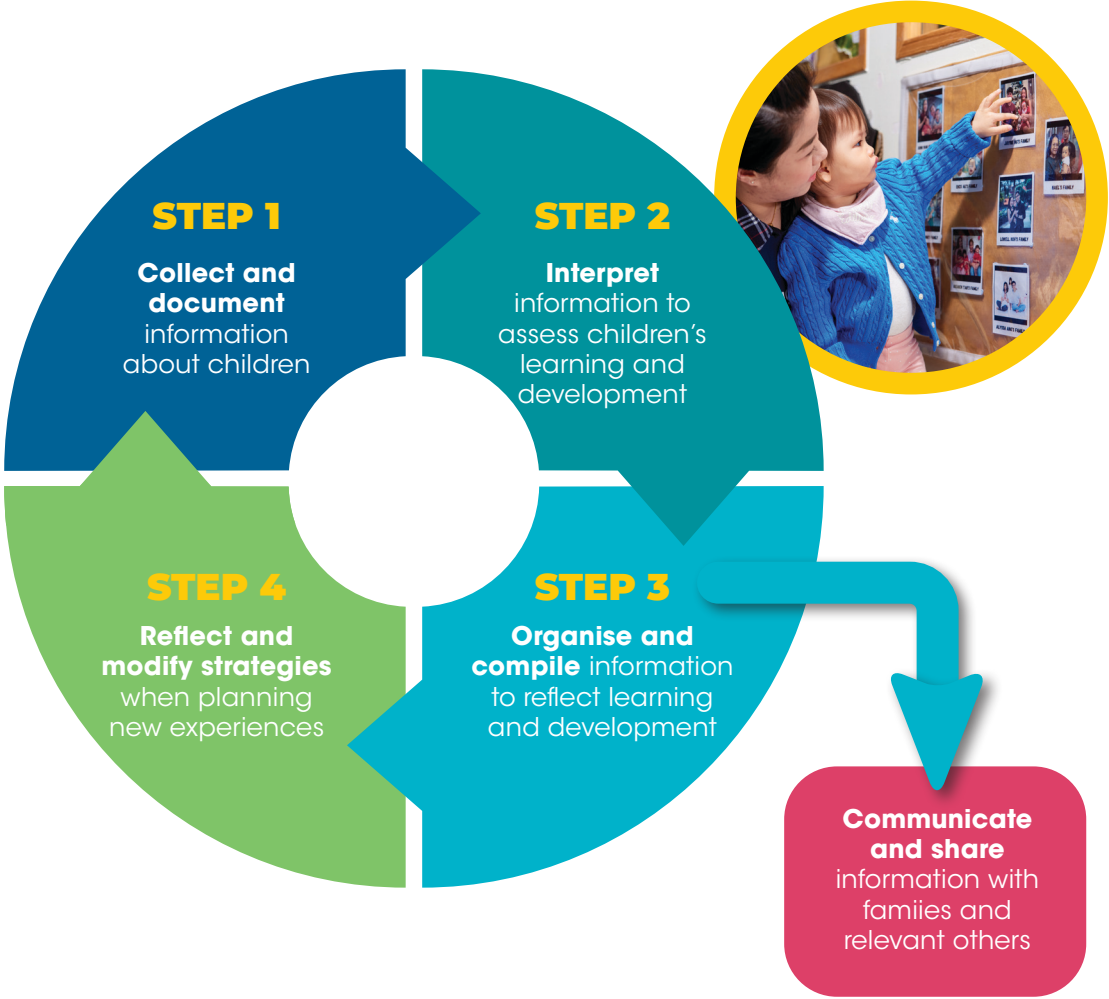 STEP 1
Collect and
document
information
about children
STEP 2
Interpret
information to
assess children's
learning and
development
STEP 3
Organise and
compile information
to reflect learning
and development
STEP 4
Reflect and
modify strategies
when planning
new experiences
Communicate
and share
information with
famiies and
relevant others